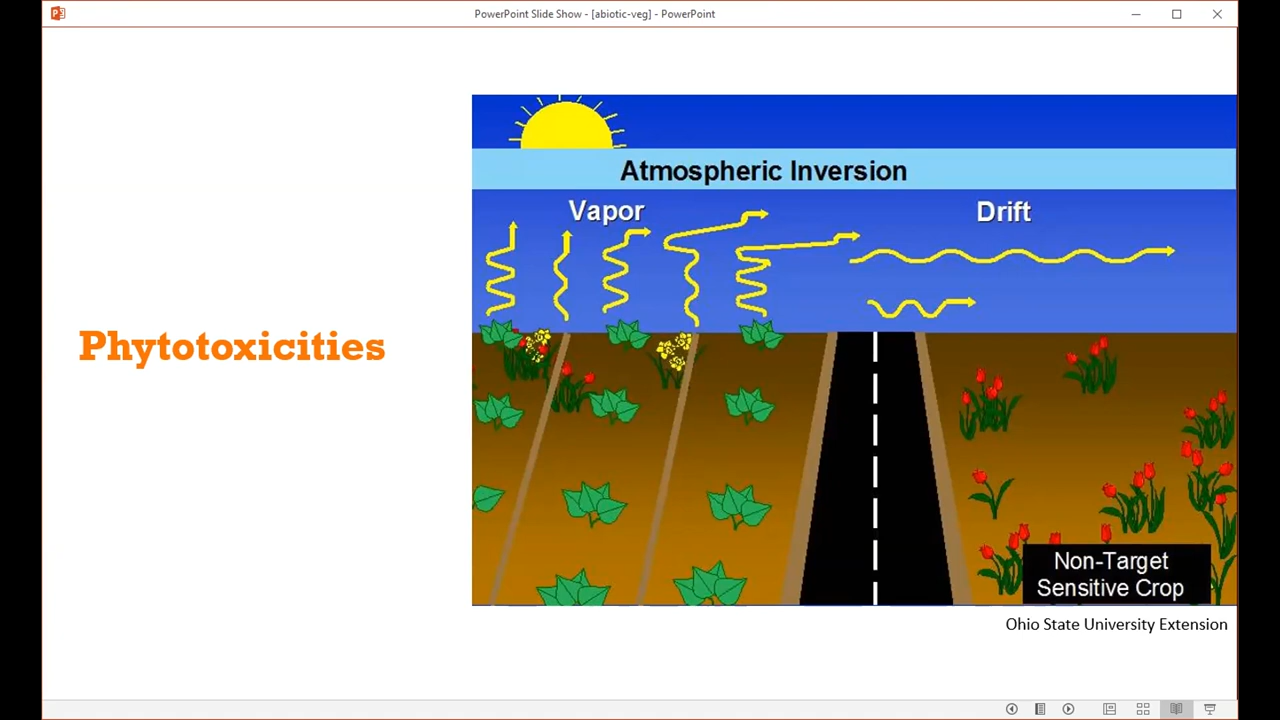 PowerPoint Slide Show - [abiotic-veg] - PowerPoint
Atmospheric Inversion
Vapor
Drift
Phytotoxicities
Non-Target
Sensitive Crop
Ohio State University Extension